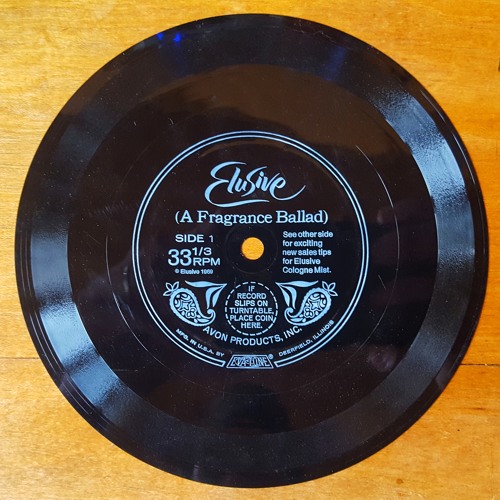 Elusive
(A Fragrance Ballad)
SIDE 1
33 1/3
RPM
© Elusive 1969
See other side
for exciting
new sales tips
for Elusive
Cologne Mist.
IF
RECORD
SLIPS ON
TURNTABLE,
PLACE COIN
HERE.
AVON PRODUCTS, INC.
MFG. IN U.S.A. BY EVA-TONE® DEERFIELD, ILLINOIS